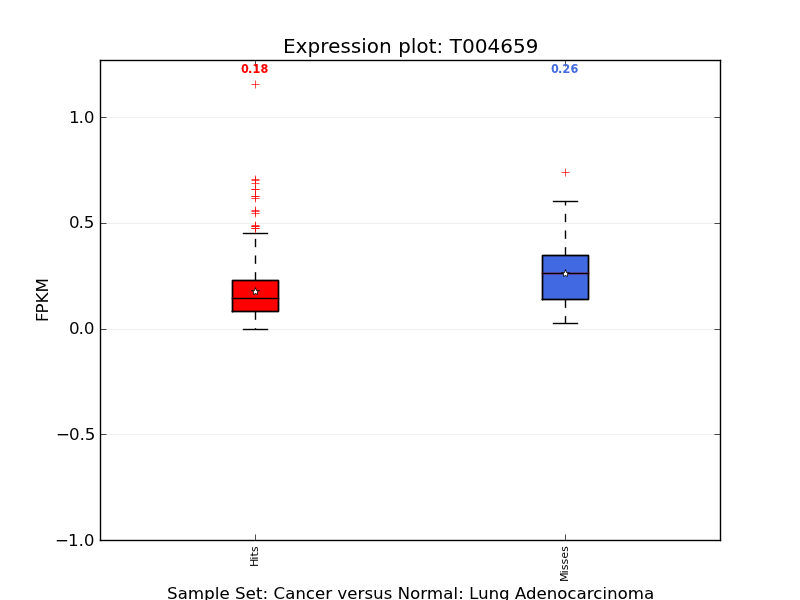 Expression plot: T004659
0.18
0.26
1.0
0.5
0.0
−0.5
−1.0
FPKM
Hits
Misses
Sample Set: Cancer versus Normal: Lung Adenocarcinoma